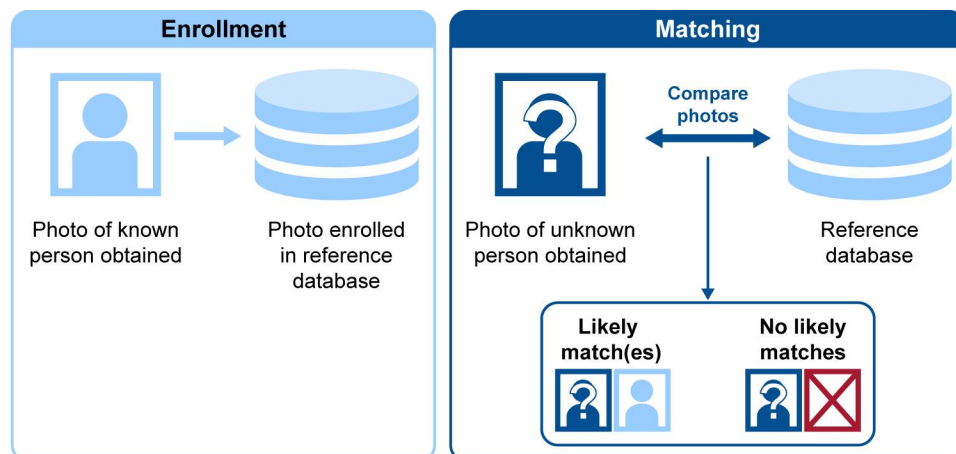 Enrollment
Photo of known
person obtained
Photo enrolled
in reference
database
Matching
Compare
photos
Photo of unknown
person obtained
Reference
database
Likely
match(es)
No likely
matches